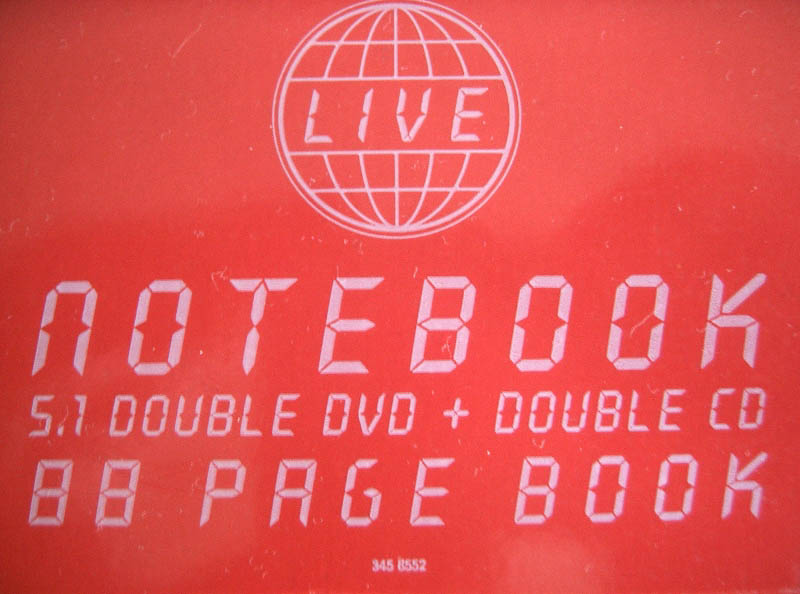 LIVE
NOTEBOOK
5.1 DOUBLE DVD + DOUBLE CD
88 PAGE BOOK
345 8552